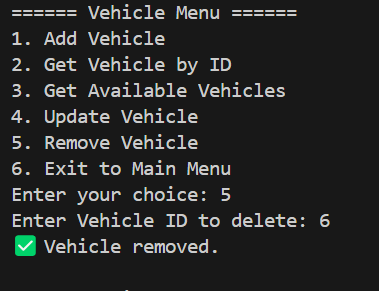 ====== Vehicle Menu ======
1. Add Vehicle
2. Get Vehicle by ID
3. Get Available Vehicles
4. Update Vehicle
5. Remove Vehicle
6. Exit to Main Menu
Enter your choice: 5
Enter Vehicle ID to delete: 6
✅ Vehicle removed.